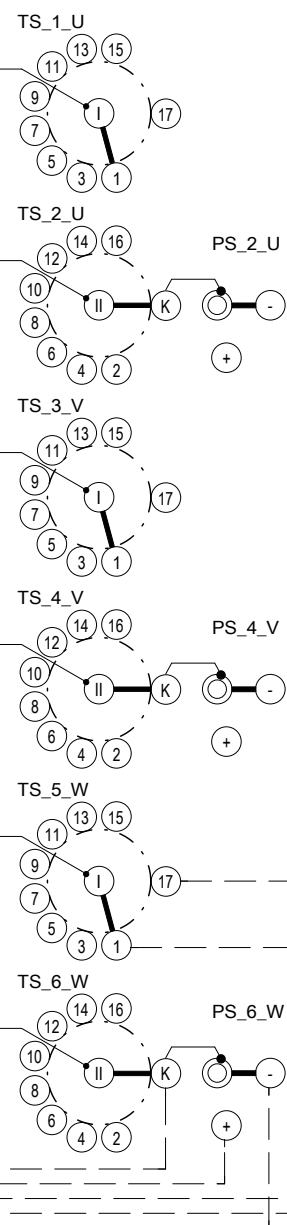 TS_1_U
13 15
11
9
I
17
7
5
3 1
TS_2_U
14 16
PS_2_U
12
10
II K -
8
6
+
4 2
TS_3_V
13 15
11
9
I
17
7
5
3 1
TS_4_V
14 16
PS_4_V
12
10
II K -
8
6
+
4 2
TS_5_W
13 15
11
9
I
17
7
5
3 1
TS_6_W
14 16
PS_6_W
12
10
II K -
8
6
+
4 2